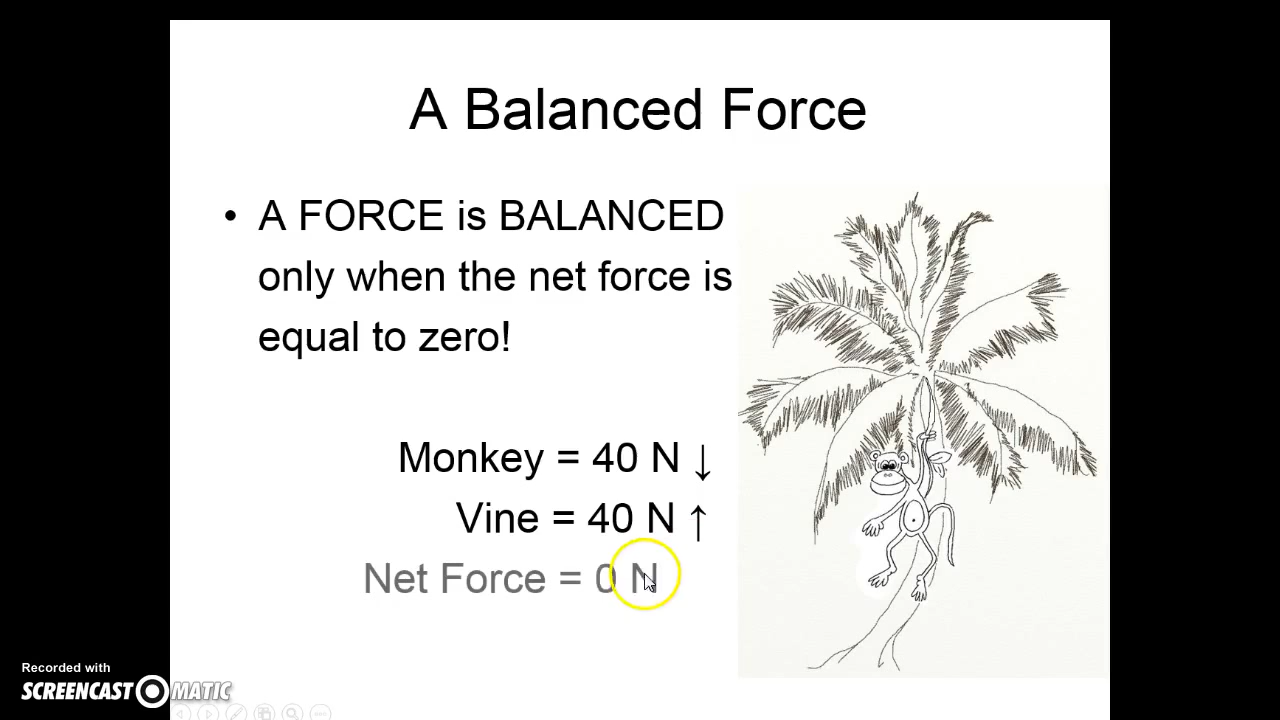 A Balanced Force
• A FORCE is BALANCED
only when the net force is
equal to zero!
Monkey = 40 N ↓
Vine = 40 N ↑
Net Force = 0 N
Recorded with
SCREENCAST MATIC